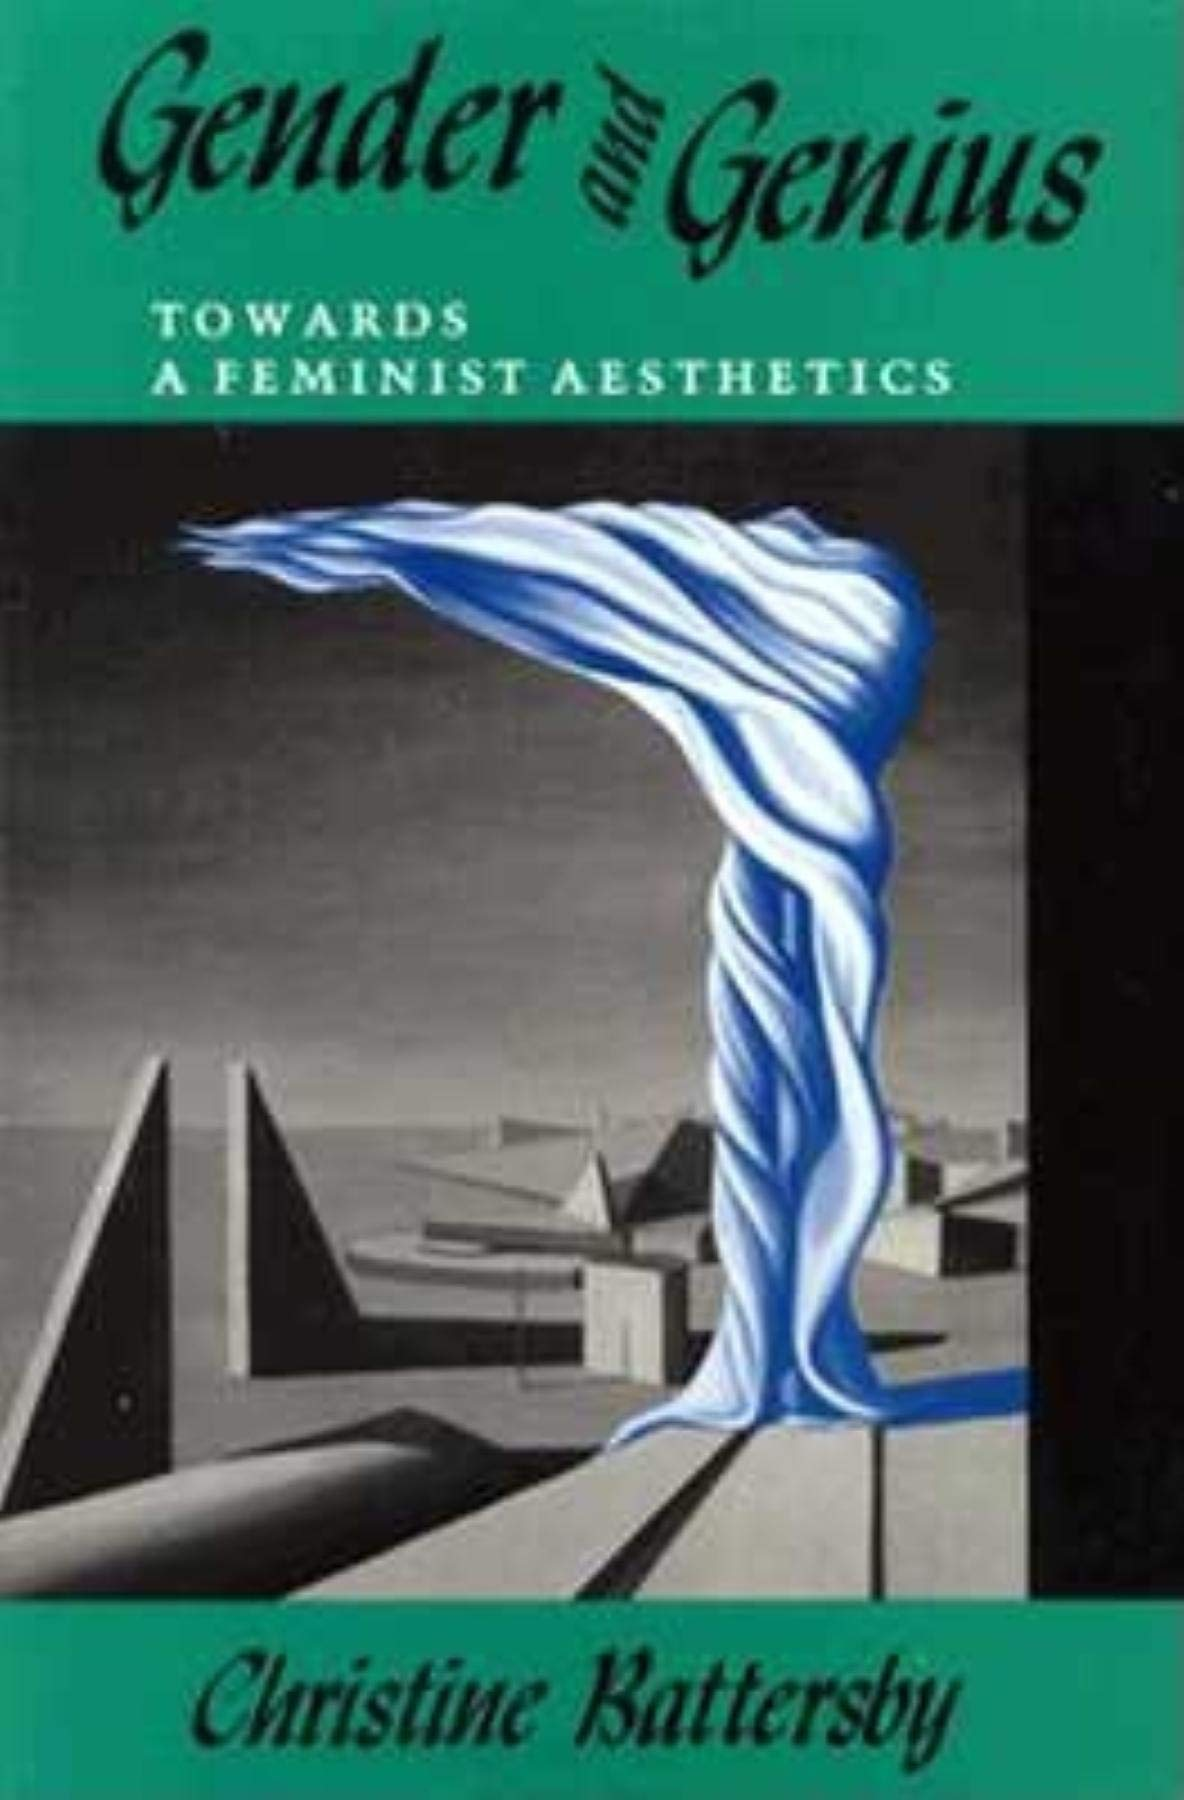 Gender and Genius
TOWARDS
A FEMINIST AESTHETICS
Christine Battersby